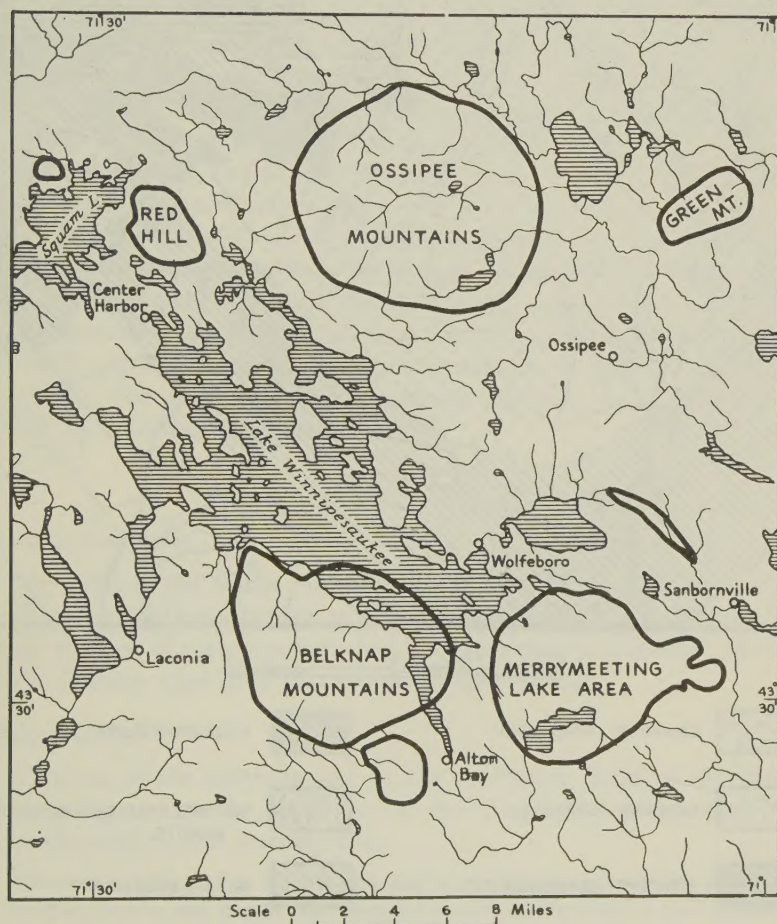 71° 30'
71°
OSSIPEE
MOUNTAINS
RED
HILL
GREEN
MT.
Squam L.
Center
Harbor
Ossipee
Lake Winnipesaukee
Wolfeboro
Sanbornville
Laconia
BELKNAP
MOUNTAINS
MERRYMEETING
LAKE AREA
43°
30'
43°
30'
Alton
Bay
71° 30'
71°
Scale 0 2 4 6 8 Miles